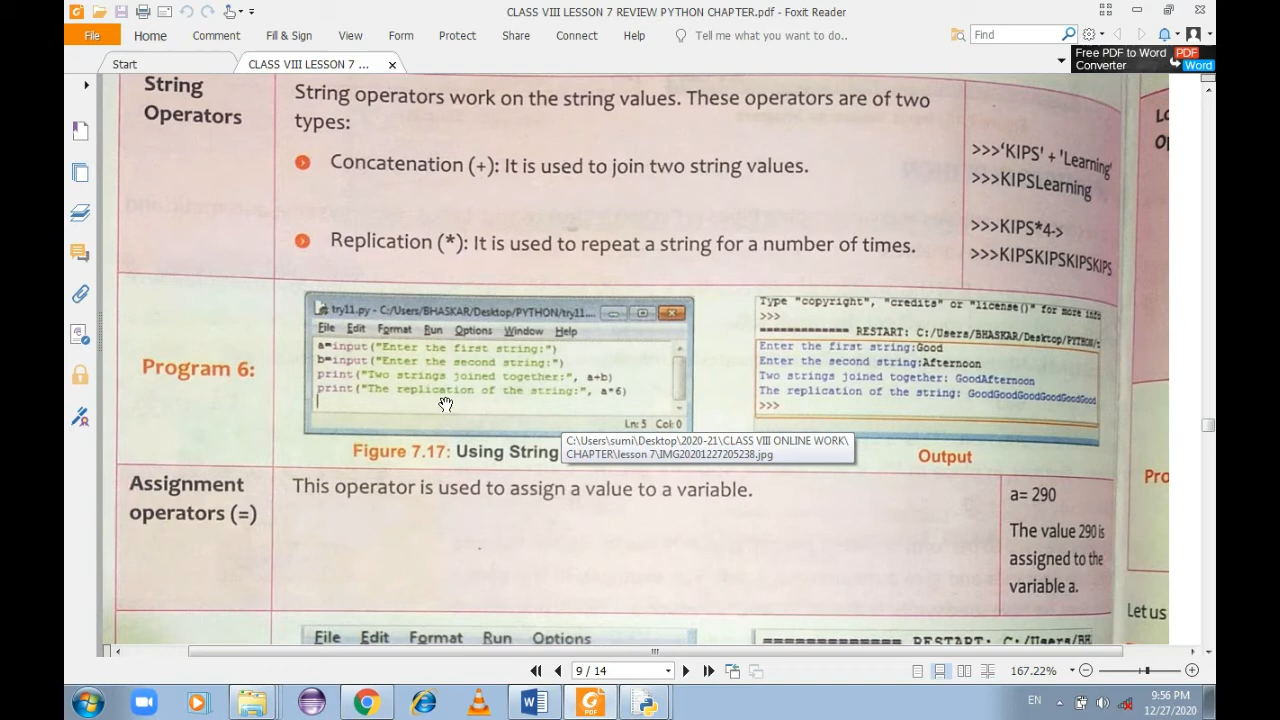 CLASS VIII LESSON 7 REVIEW PYTHON CHAPTER.pdf - Foxit Reader
File Home Comment Fill & Sign View Form Protect Share Connect Help Tell me what you want to do.. Find
Start CLASS VIII LESSON 7 ... Free PDF to Word Converter PDF Word
String Operators
String operators work on the string values. These operators are of two
types:
Concatenation (+): It is used to join two string values.
Replication (*): It is used to repeat a string for a number of times.
>>>‘KIPS' + 'Learning'
>>>KIPSLearning
>>>KIPS*4->
>>>KIPSKIPSKIPSKIPS
Program 6:
try11.py - C:/Users/BHASKAR/Desktop/PYTHON/try11....
File Edit Format Run Options Window Help
a=input("Enter the first string:")
b=input("Enter the second string:")
print("Two strings joined together:", a+b)
print("The replication of the string:", a*6)
Ln: 5 Col: 0
Figure 7.17: Using String
Type "copyright", "credits" or "license()" for more info
>>>
============= RESTART: C:/Users/BHASKAR/Desktop/PYTHON/t
Enter the first string:Good
Enter the second string:Afternoon
Two strings joined together: GoodAfternoon
The replication of the string: GoodGoodGoodGoodGoodGood
>>>
Output
C:\Users\sumi\Desktop\2020-21\CLASS VIII ONLINE WORK\
CHAPTER\lesson 7\IMG20201227205238.jpg
Assignment
operators (=)
This operator is used to assign a value to a variable.
a= 290
The value 290 is
assigned to the
variable a.
Pro
Let us
File Edit Format Run Options
9 / 14 167.22%
EN 9:56 PM
12/27/2020